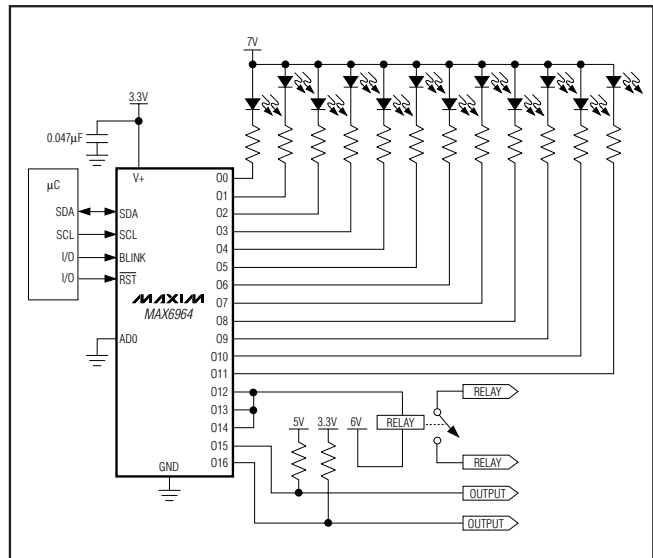 7V
3.3V
0.047µF
µC
V+
O0
O1
SDA
SDA
O2
SCL
SCL
O3
I/O
BLINK
O4
I/O
RST
O5
O6
MAXIM
O7
MAX6964
O8
AD0
O9
O10
O11
O12
RELAY
O13
5V
3.3V
6V
RELAY
O14
O15
RELAY
GND
O16
OUTPUT
OUTPUT